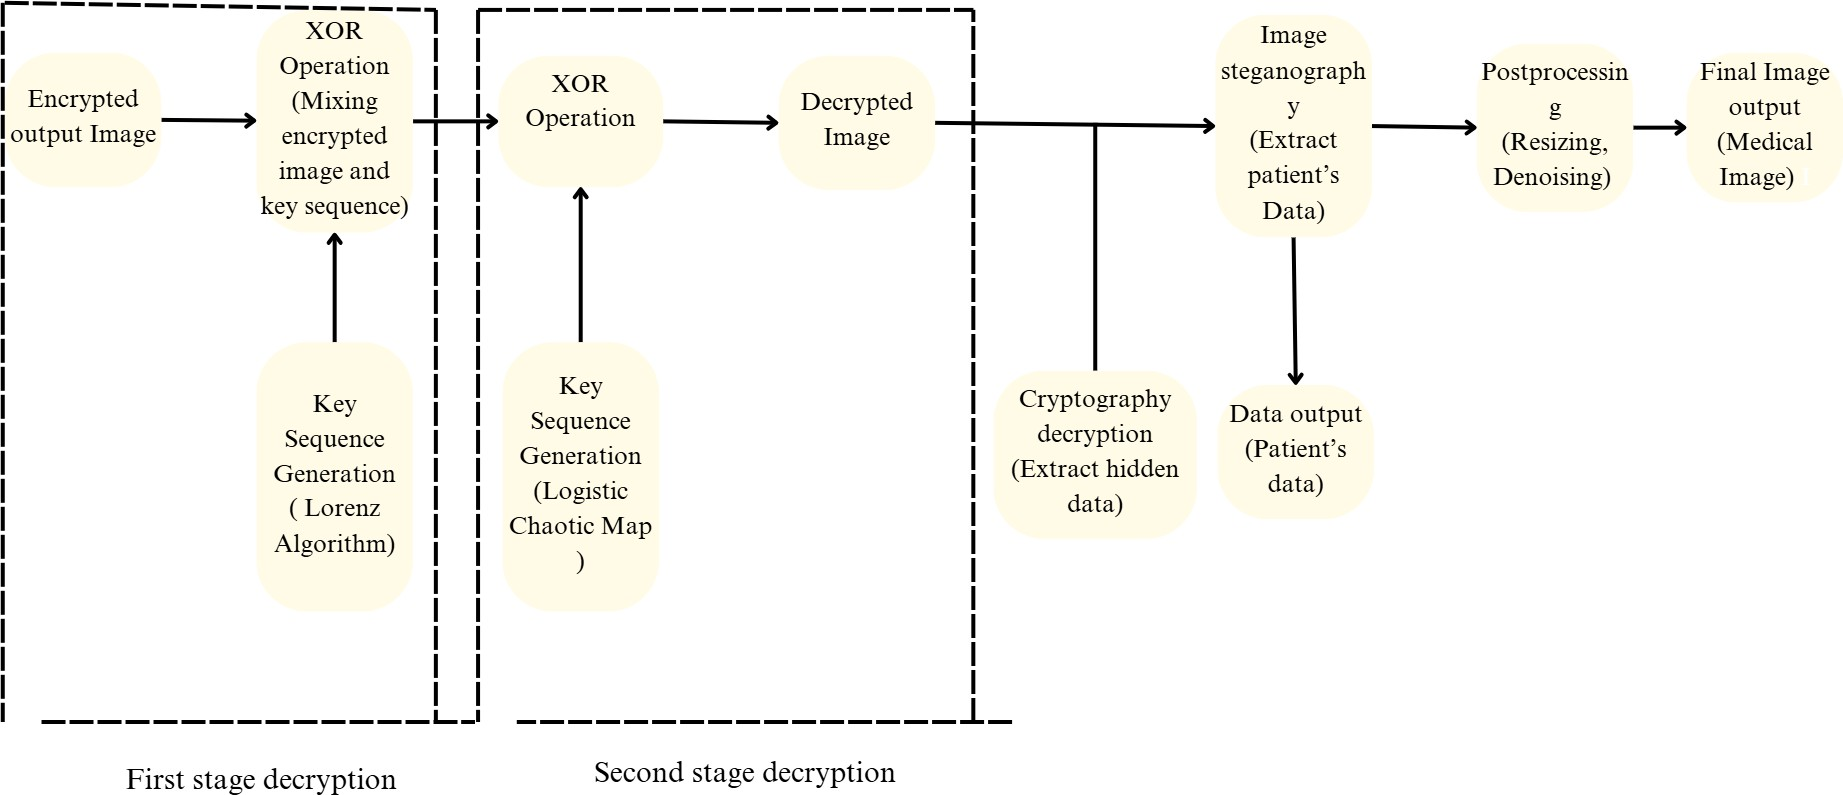 Encrypted
output Image
XOR
Operation
(Mixing
encrypted
image and
key sequence)
Key
Sequence
Generation
( Lorenz
Algorithm)
XOR
Operation
Key
Sequence
Generation
(Logistic
Chaotic Map
)
Decrypted
Image
Cryptography
decryption
(Extract hidden
data)
Image
steganograph
y
(Extract
patient’s
Data)
Data output
(Patient’s
data)
Postprocessin
g
(Resizing,
Denoising)
Final Image
output
(Medical
Image)
First stage decryption
Second stage decryption